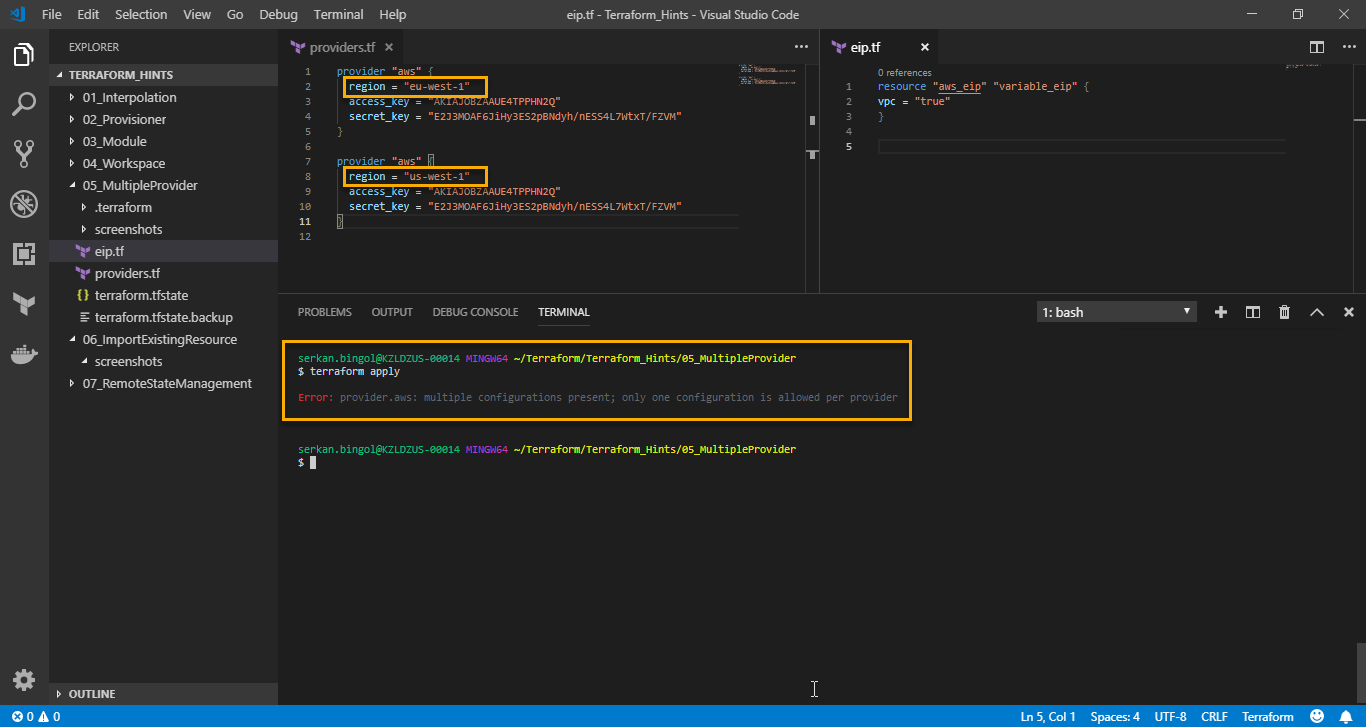 File Edit Selection View Go Debug Terminal Help
eip.tf - Terraform_Hints - Visual Studio Code
EXPLORER
TERRAFORM_HINTS
01_Interpolation
02_Provisioner
03_Module
04_Workspace
05_MultipleProvider
.terraform
screenshots
eip.tf
providers.tf
terraform.tfstate
terraform.tfstate.backup
06_ImportExistingResource
screenshots
07_RemoteStateManagement
OUTLINE
providers.tf
1 provider "aws" {
2 region = "eu-west-1"
3 access_key = "AKIAJOBZAAUE4TPPHN2Q"
4 secret_key = "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"
5 }
6
7 provider "aws" {
8 region = "us-west-1"
9 access_key = "AKIAJOBZAAUE4TPPHN2Q"
10 secret_key = "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"
11 }
12
eip.tf
0 references
1 resource "aws_eip" "variable_eip" {
2 vpc = "true"
3 }
4
5
PROBLEMS OUTPUT DEBUG CONSOLE TERMINAL
1: bash
serkan.bingol@KZLDZUS-00014 MINGW64 ~/Terraform/Terraform_Hints/05_MultipleProvider
$ terraform apply
Error: provider.aws: multiple configurations present; only one configuration is allowed per provider
serkan.bingol@KZLDZUS-00014 MINGW64 ~/Terraform/Terraform_Hints/05_MultipleProvider
$
0 0
Ln 5, Col 1 Spaces: 4 UTF-8 CRLF Terraform